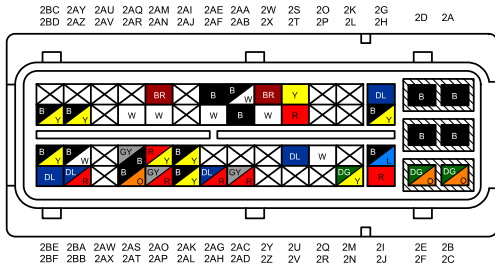 2BC 2AY 2AU 2AQ 2AM 2AI 2AE 2AA 2W 2S 2O 2K 2G 2D 2A
2BD 2AZ 2AV 2AR 2AN 2AJ 2AF 2AB 2X 2T 2P 2L 2H
BR B B W BR Y DL B B
B Y B Y W W W B W R B Y
B B
B Y B W GY B R Y B Y DL W B L
DL DL R B O GY R B Y DL R GY R DG Y R DG O DG O
2BE 2BA 2AW 2AS 2AO 2AK 2AG 2AC 2Y 2U 2Q 2M 2I 2E 2B
2BF 2BB 2AX 2AT 2AP 2AL 2AH 2AD 2Z 2V 2R 2N 2J 2F 2C